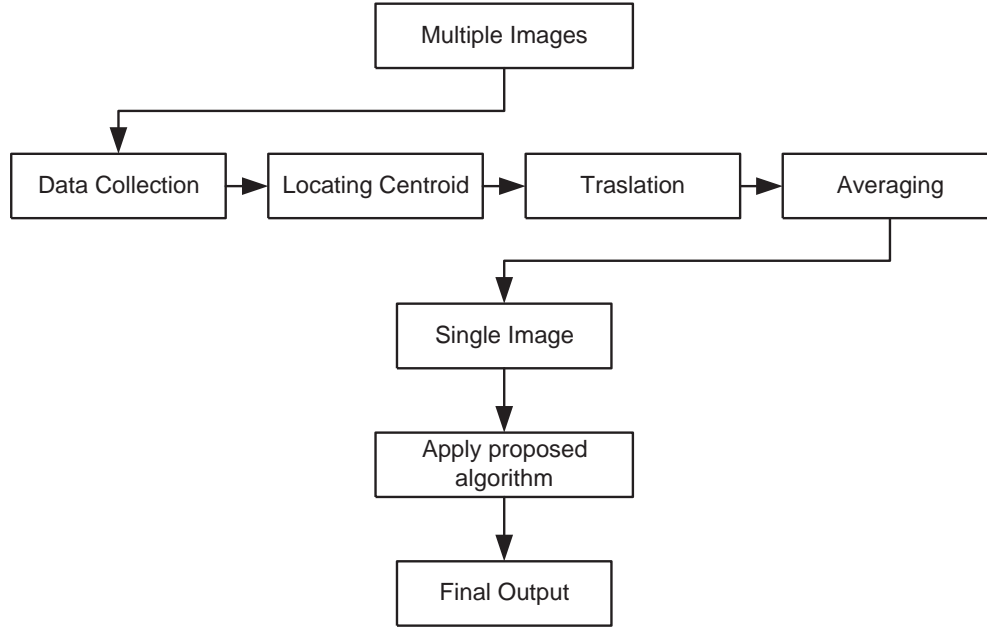 Multiple Images
Data Collection
Locating Centroid
Traslation
Averaging
Single Image
Apply proposed
algorithm
Final Output